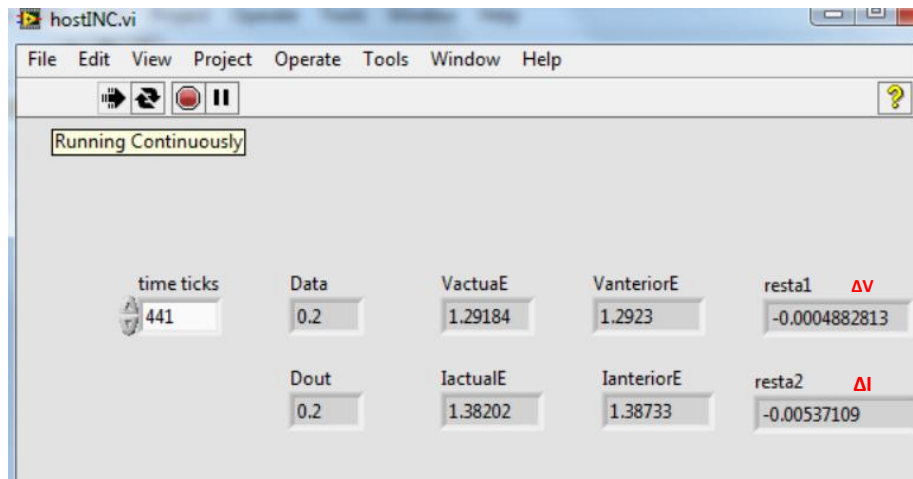 hostINC.vi
File Edit View Project Operate Tools Window Help
Running Continuously
time ticks Data VactuaE VanteriorE resta1 ΔV
441 0.2 1.29184 1.2923 -0.0004882813
Dout IactualE IanteriorE resta2 ΔI
0.2 1.38202 1.38733 -0.00537109